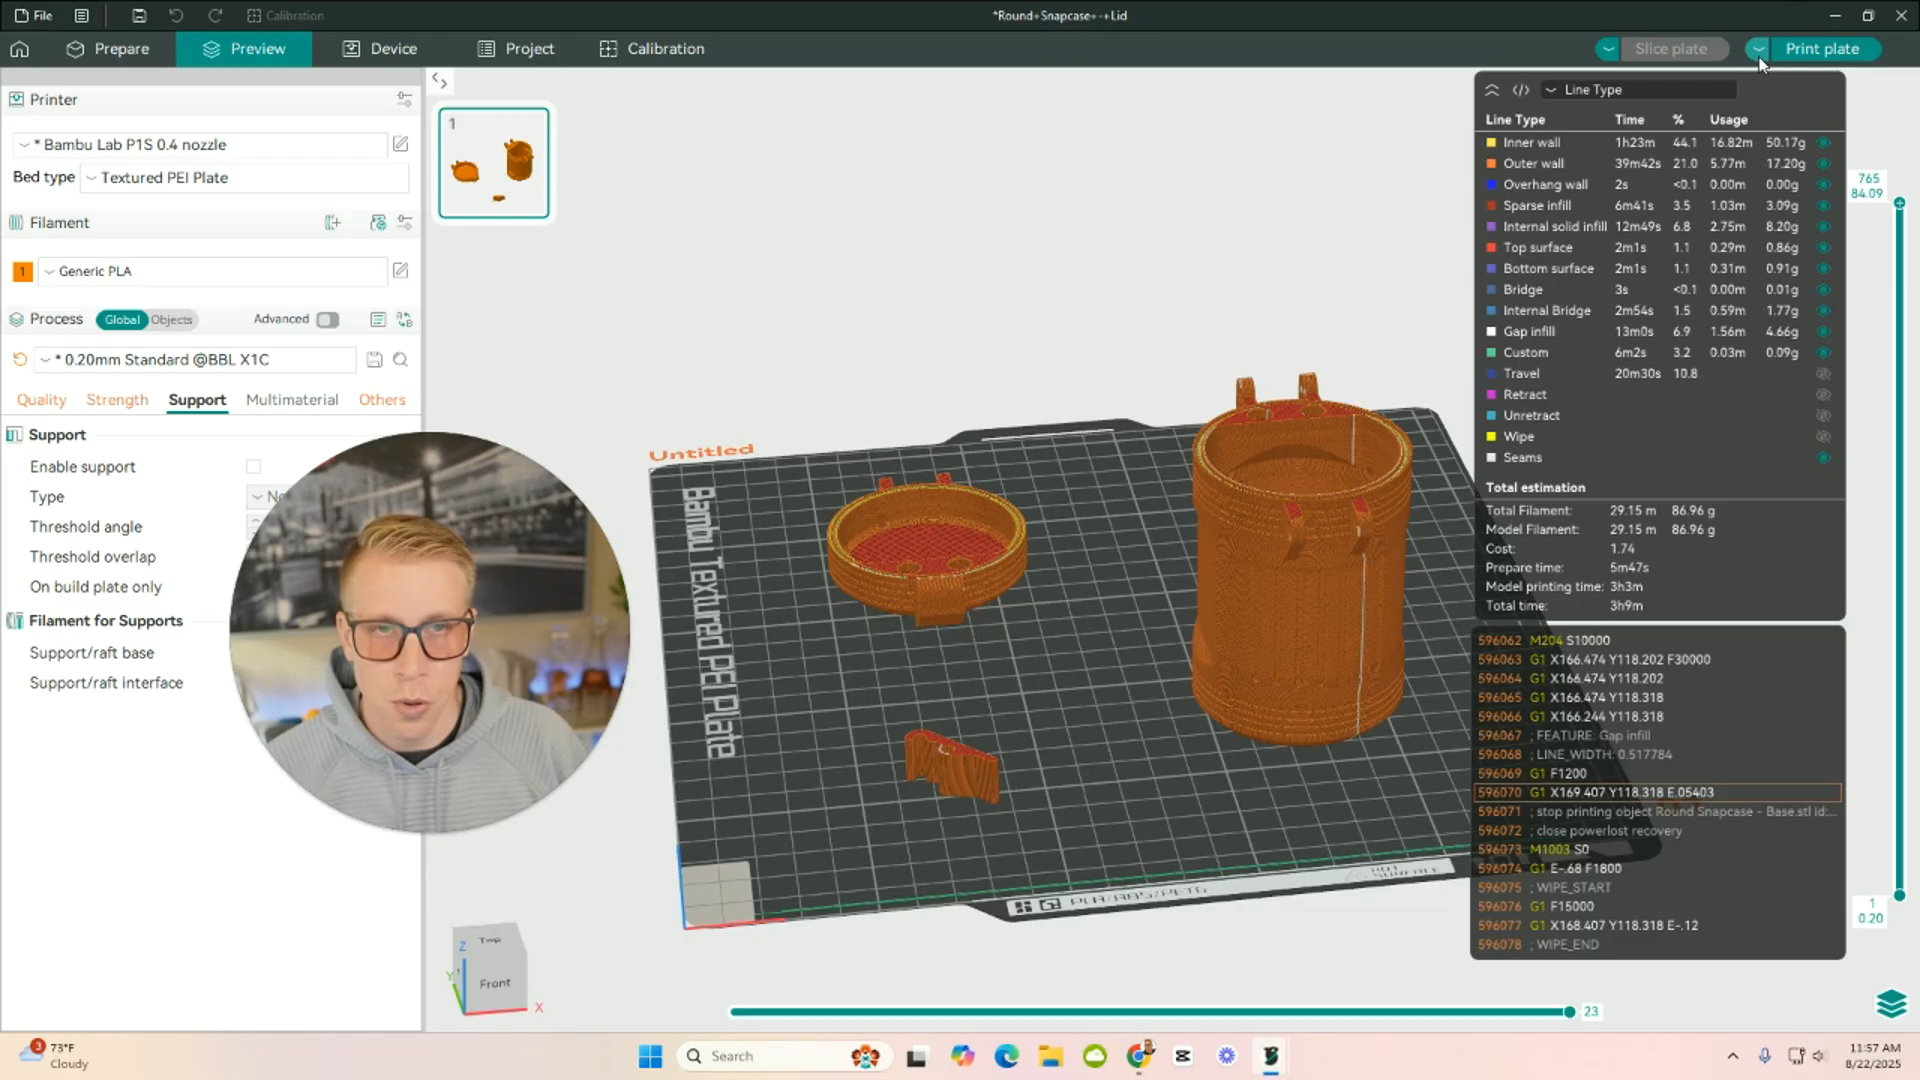 File
Calibration
*Round+Snapcase+-+Lid
Prepare
Preview
Device
Project
Calibration
Slice plate
Print plate
Printer
* Bambu Lab P1S 0.4 nozzle
Bed type
Textured PEI Plate
Filament
1
Generic PLA
Process
Global
Objects
Advanced
* 0.20mm Standard @BBL X1C
Quality
Strength
Support
Multimaterial
Others
Support
Enable support
Type
Threshold angle
Threshold overlap
On build plate only
Filament for Supports
Support/raft base
Support/raft interface
1
Untitled
Bambu Textured PEI Plate
PLA/ABS/PETG
HOT SURFACE
Top
Front
Z
Y
X
Line Type
Line Type Time % Usage
Inner wall 1h23m 44.1 16.82m 50.17g
Outer wall 39m42s 21.0 5.77m 17.20g
Overhang wall 2s <0.1 0.00m 0.00g
Sparse infill 6m41s 3.5 1.03m 3.09g
Internal solid infill 12m49s 6.8 2.75m 8.20g
Top surface 2m1s 1.1 0.29m 0.86g
Bottom surface 2m1s 1.1 0.31m 0.91g
Bridge 3s <0.1 0.00m 0.01g
Internal Bridge 2m54s 1.5 0.59m 1.77g
Gap infill 13m0s 6.9 1.56m 4.66g
Custom 6m2s 3.2 0.03m 0.09g
Travel 20m30s 10.8
Retract
Unretract
Wipe
Seams
Total estimation
Total Filament: 29.15 m 86.96 g
Model Filament: 29.15 m 86.96 g
Cost: 1.74
Prepare time: 5m47s
Model printing time: 3h3m
Total time: 3h9m
596062 M204 S10000
596063 G1 X166.474 Y118.202 F30000
596064 G1 X166.474 Y118.202
596065 G1 X166.474 Y118.318
596066 G1 X166.244 Y118.318
596067 ; FEATURE: Gap infill
596068 ; LINE_WIDTH: 0.517784
596069 G1 F1200
596070 G1 X169.407 Y118.318 E.05403
596071 ; stop printing object Round Snapcase - Base.stl id:...
596072 ; close powerlost recovery
596073 M1003 S0
596074 G1 E-.68 F1800
596075 ; WIPE_START
596076 G1 F15000
596077 G1 X168.407 Y118.318 E-.12
596078 ; WIPE_END
765
84.09
1
0.20
23
3
73°F
Cloudy
Search
11:57 AM
8/22/2025